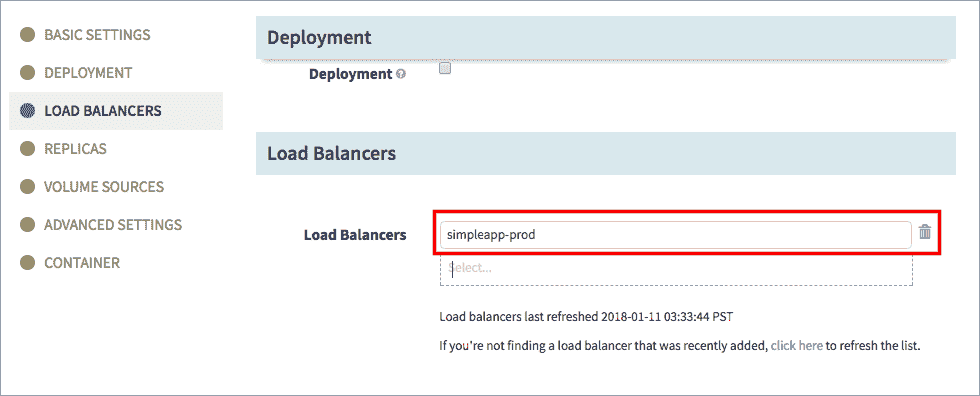 BASIC SETTINGS
DEPLOYMENT
LOAD BALANCERS
REPLICAS
VOLUME SOURCES
ADVANCED SETTINGS
CONTAINER
Deployment
Deployment ?
Load Balancers
Load Balancers
simpleapp-prod
Select...
Load balancers last refreshed 2018-01-11 03:33:44 PST
If you're not finding a load balancer that was recently added, click here to refresh the list.